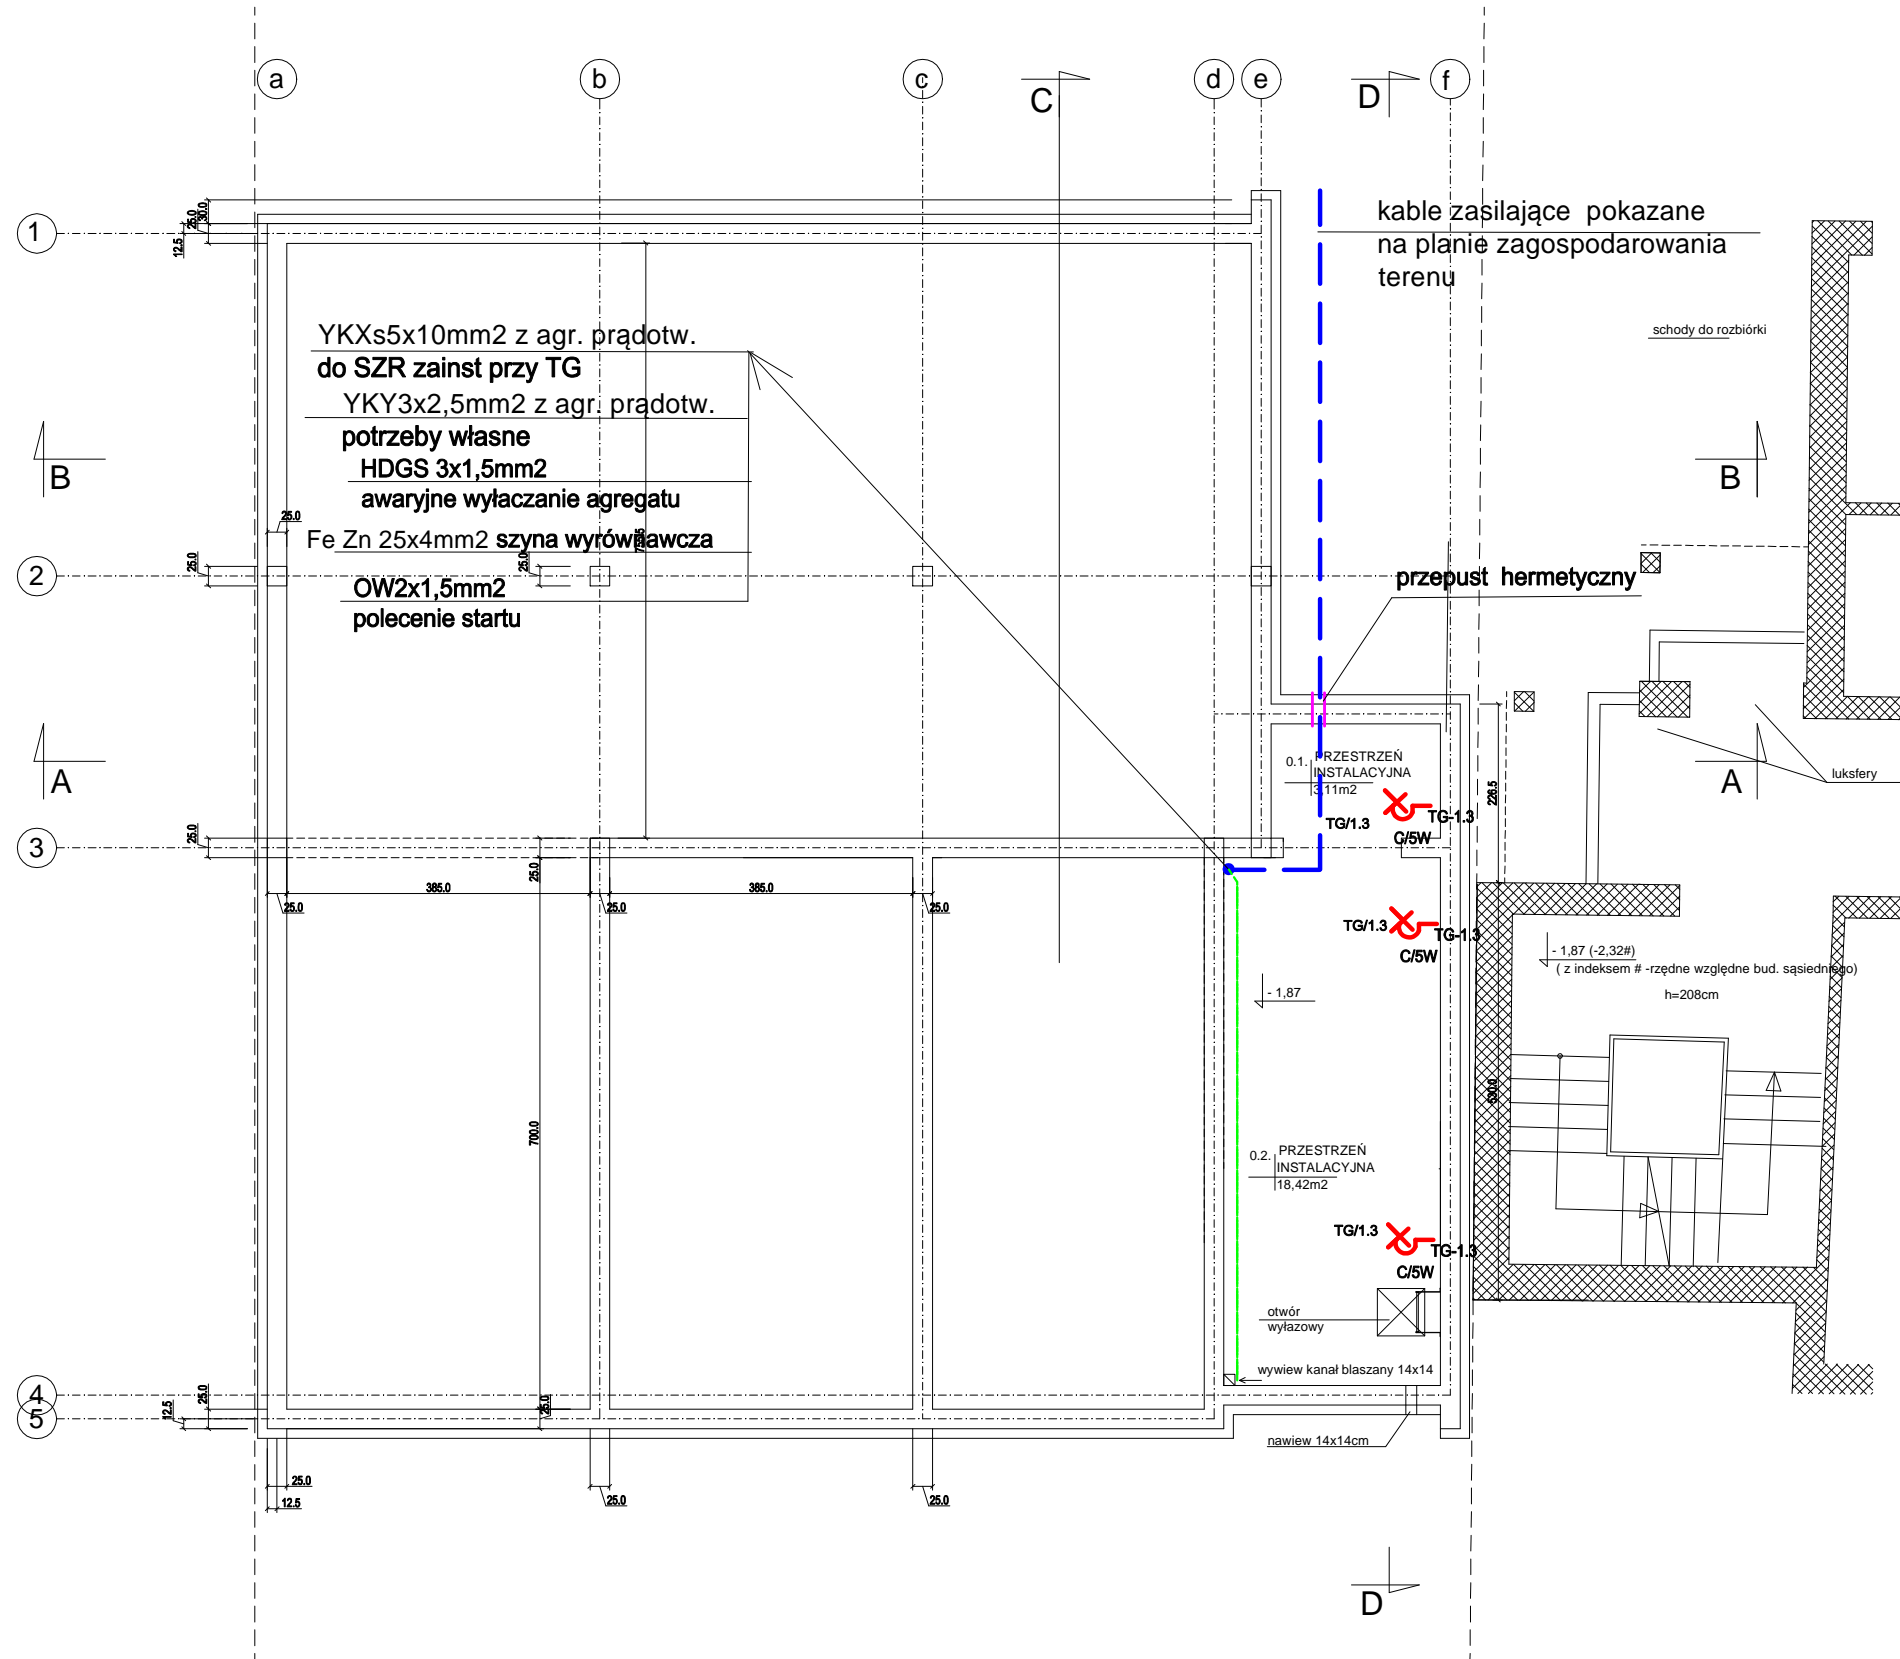 a
b
c
d
e
f
C
D
1
25.0
30.0
12.5
kable zasilające pokazane
na planie zagospodarowania
terenu
schody do rozbiórki
YKXs5x10mm2 z agr. prądotw.
do SZR zainst przy TG
YKY3x2,5mm2 z agr. prądotw.
potrzeby własne
HDGS 3x1,5mm2
awaryjne wyłaczanie agregatu
Fe Zn 25x4mm2 szyna wyrównawcza
OW2x1,5mm2
polecenie startu
B
B
25.0
2
25.0
25.0
przepust hermetyczny
A
A
luksfery
226.5
0.1. PRZESTRZEŃ
INSTALACYJNA
3,11m2
TG/1.3
TG-1.3
C/5W
3
25.0
25.0
385.0
385.0
25.0
25.0
25.0
TG/1.3
TG-1.3
C/5W
- 1,87 (-2,32#)
( z indeksem # -rzędne względne bud. sąsiedniego)
h=208cm
- 1,87
530.0
700.0
0.2. PRZESTRZEŃ
INSTALACYJNA
18,42m2
TG/1.3
TG-1.3
C/5W
otwór
wyłazowy
wywiew kanał blaszany 14x14
4
5
12.5
25.0
25.0
nawiew 14x14cm
25.0
12.5
25.0
25.0
D